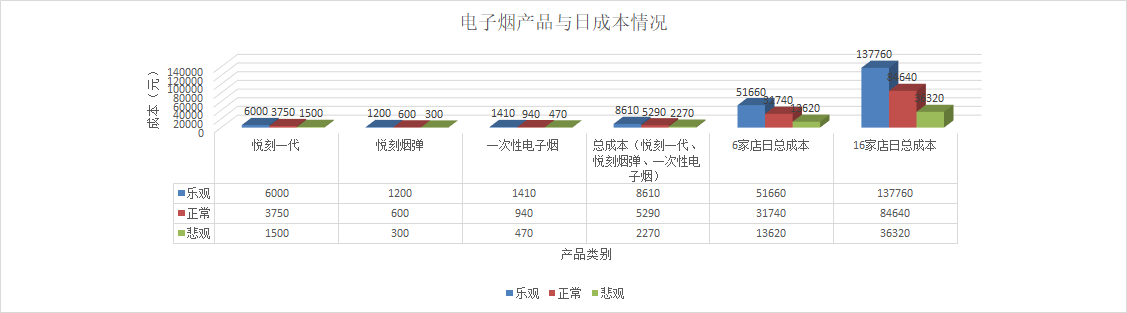 电子烟产品与日成本情况
成本（元）
140000
120000
100000
80000
60000
40000
20000
0
6000 3750 1500
1200 600 300
1410 940 470
8610 5290 2270
51660 31740 13620
137760 84640 36320
悦刻一代
悦刻烟弹
一次性电子烟
总成本（悦刻一代、
悦刻烟弹、一次性电
子烟）
6家店日总成本
16家店日总成本
乐观 6000 1200 1410 8610 51660 137760
正常 3750 600 940 5290 31740 84640
悲观 1500 300 470 2270 13620 36320
产品类别
乐观 正常 悲观